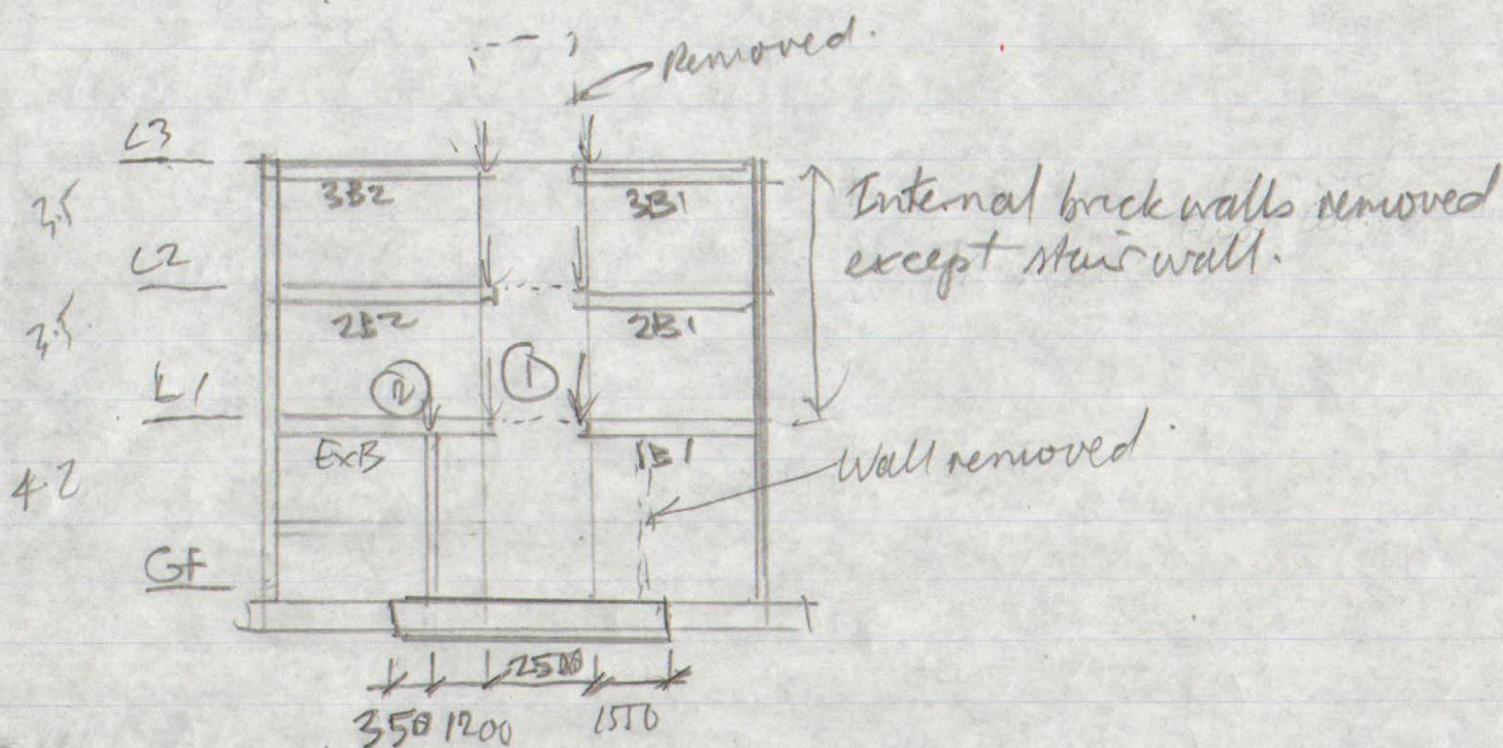 Removed.
L3
3.5
3B2
3B1
Internal brick walls removed
except stair wall.
L2
3.5
2B2
2B1
L1
2
1
ExB
1B1
Wall removed
4.2
GF
2500
350 1200
1550